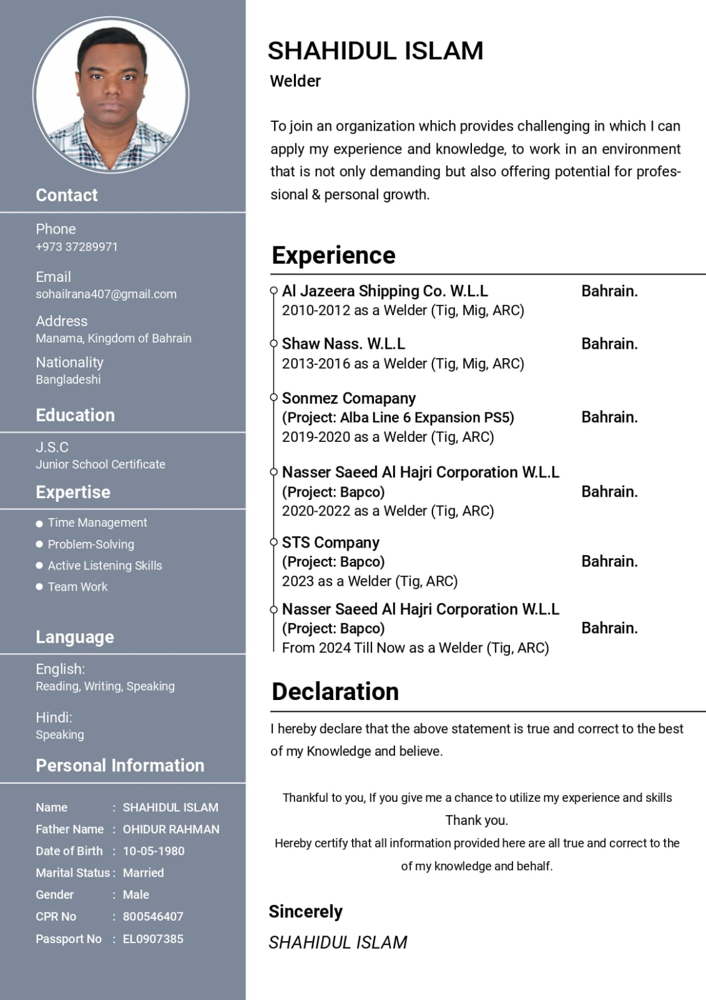 SHAHIDUL ISLAM
Welder
To join an organization which provides challenging in which I can
apply my experience and knowledge, to work in an environment
that is not only demanding but also offering potential for profes-
sional & personal growth.
Contact
Phone
+973 37289971
Email
sohailrana407@gmail.com
Address
Manama, Kingdom of Bahrain
Nationality
Bangladeshi
Education
J.S.C
Junior School Certificate
Expertise
Time Management
Problem-Solving
Active Listening Skills
Team Work
Language
English:
Reading, Writing, Speaking
Hindi:
Speaking
Personal Information
Name : SHAHIDUL ISLAM
Father Name : OHIDUR RAHMAN
Date of Birth : 10-05-1980
Marital Status : Married
Gender : Male
CPR No : 800546407
Passport No : EL0907385
Experience
Al Jazeera Shipping Co. W.L.L Bahrain.
2010-2012 as a Welder (Tig, Mig, ARC)
Shaw Nass. W.L.L Bahrain.
2013-2016 as a Welder (Tig, Mig, ARC)
Sonmez Comapany
(Project: Alba Line 6 Expansion PS5) Bahrain.
2019-2020 as a Welder (Tig, ARC)
Nasser Saeed Al Hajri Corporation W.L.L
(Project: Bapco) Bahrain.
2020-2022 as a Welder (Tig, ARC)
STS Company
(Project: Bapco) Bahrain.
2023 as a Welder (Tig, ARC)
Nasser Saeed Al Hajri Corporation W.L.L
(Project: Bapco) Bahrain.
From 2024 Till Now as a Welder (Tig, ARC)
Declaration
I hereby declare that the above statement is true and correct to the best
of my Knowledge and believe.
Thankful to you, If you give me a chance to utilize my experience and skills
Thank you.
Hereby certify that all information provided here are all true and correct to the
of my knowledge and behalf.
Sincerely
SHAHIDUL ISLAM